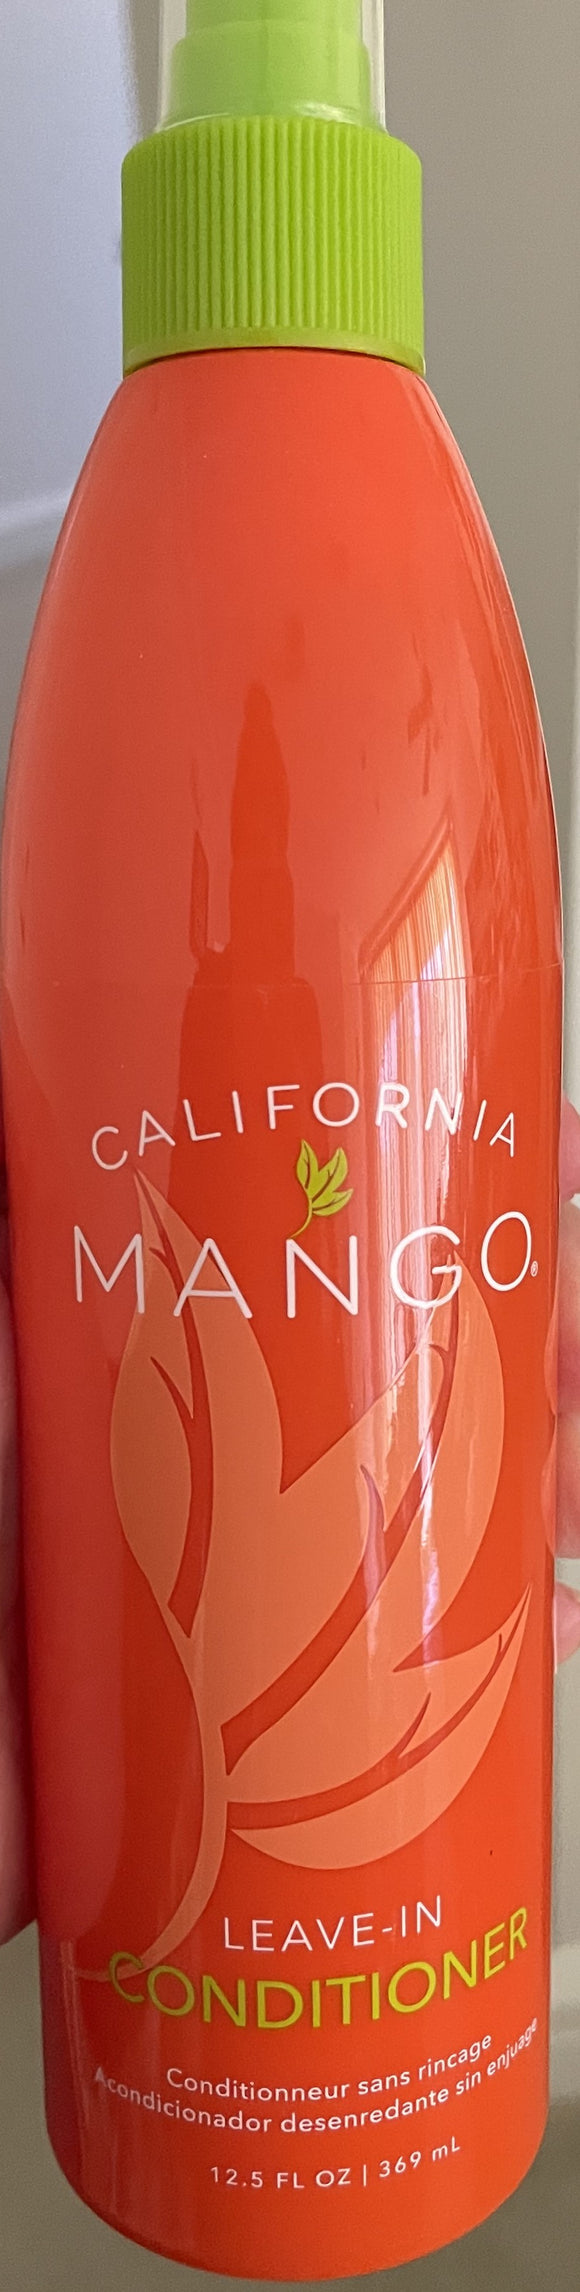 CALIFORNIA
MANGO®
LEAVE-IN
CONDITIONER
Conditionneur sans rincage
Acondicionador desenredante sin enjuage
12.5 FL OZ | 369 mL